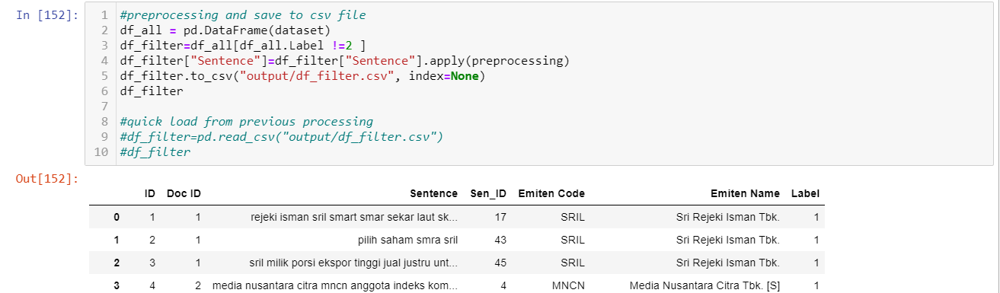 In [152]:
1 #preprocessing and save to csv file
2 df_all = pd.DataFrame(dataset)
3 df_filter=df_all[df_all.Label !=2 ]
4 df_filter["Sentence"]=df_filter["Sentence"].apply(preprocessing)
5 df_filter.to_csv("output/df_filter.csv", index=None)
6 df_filter
7
8 #quick load from previous processing
9 #df_filter=pd.read_csv("output/df_filter.csv")
10 #df_filter
Out[152]:
ID Doc ID Sentence Sen_ID Emiten Code Emiten Name Label
0 1 1 rejeki isman sril smart smar sekar laut sk... 17 SRIL Sri Rejeki Isman Tbk. 1
1 2 1 pilih saham smra sril 43 SRIL Sri Rejeki Isman Tbk. 1
2 3 1 sril milik porsi ekspor tinggi jual justru unt... 45 SRIL Sri Rejeki Isman Tbk. 1
3 4 2 media nusantara citra mncn anggota indeks kom... 4 MNCN Media Nusantara Citra Tbk. [S] 1